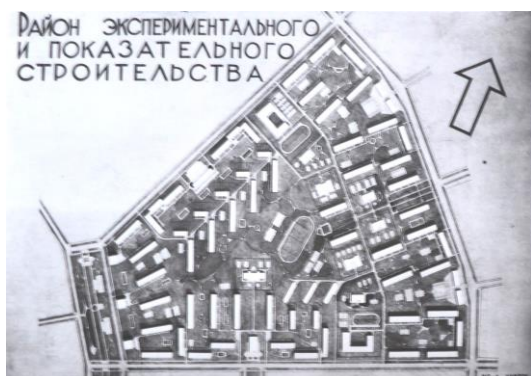 РАЙОН ЭКСПЕРИМЕНТАЛЬНОГО
И ПОКАЗАТЕЛЬНОГО
СТРОИТЕЛЬСТВА